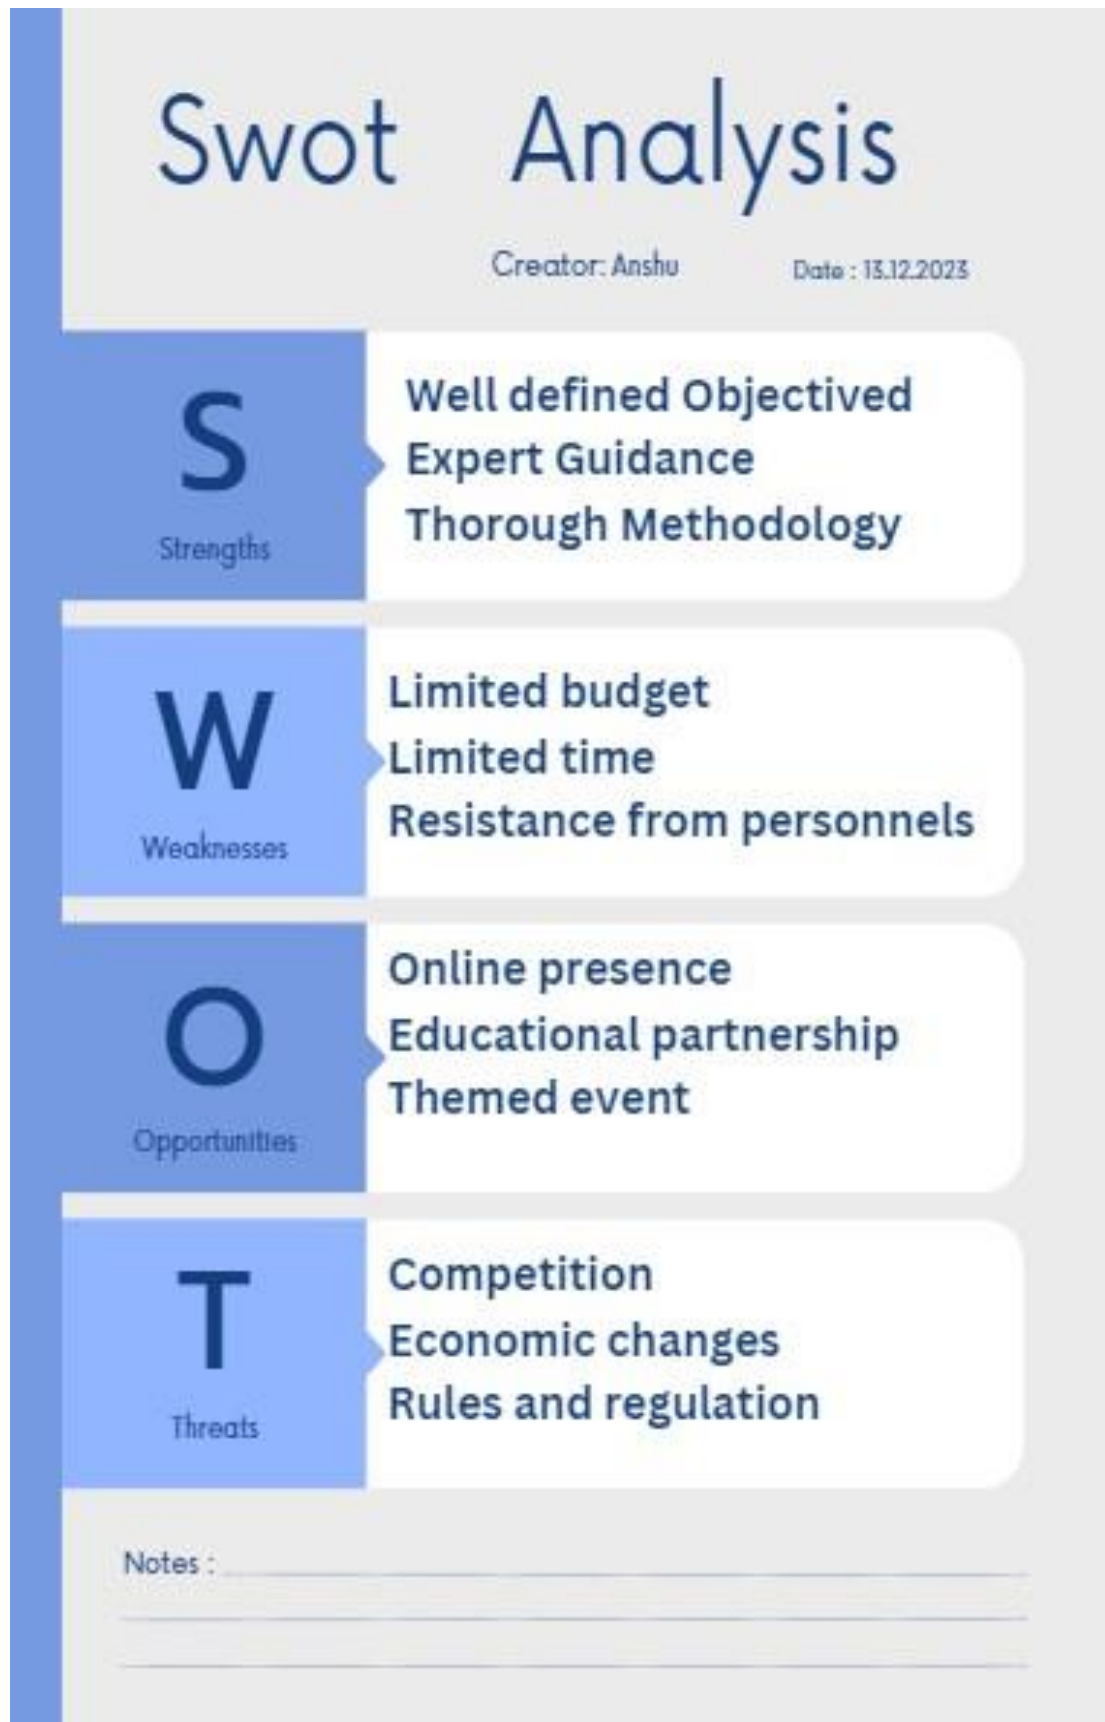 Swot Analysis
Creator: Anshu
Date : 13.12.2023
S
Strengths
Well defined Objectived
Expert Guidance
Thorough Methodology
W
Weaknesses
Limited budget
Limited time
Resistance from personnels
O
Opportunities
Online presence
Educational partnership
Themed event
T
Threats
Competition
Economic changes
Rules and regulation
Notes :